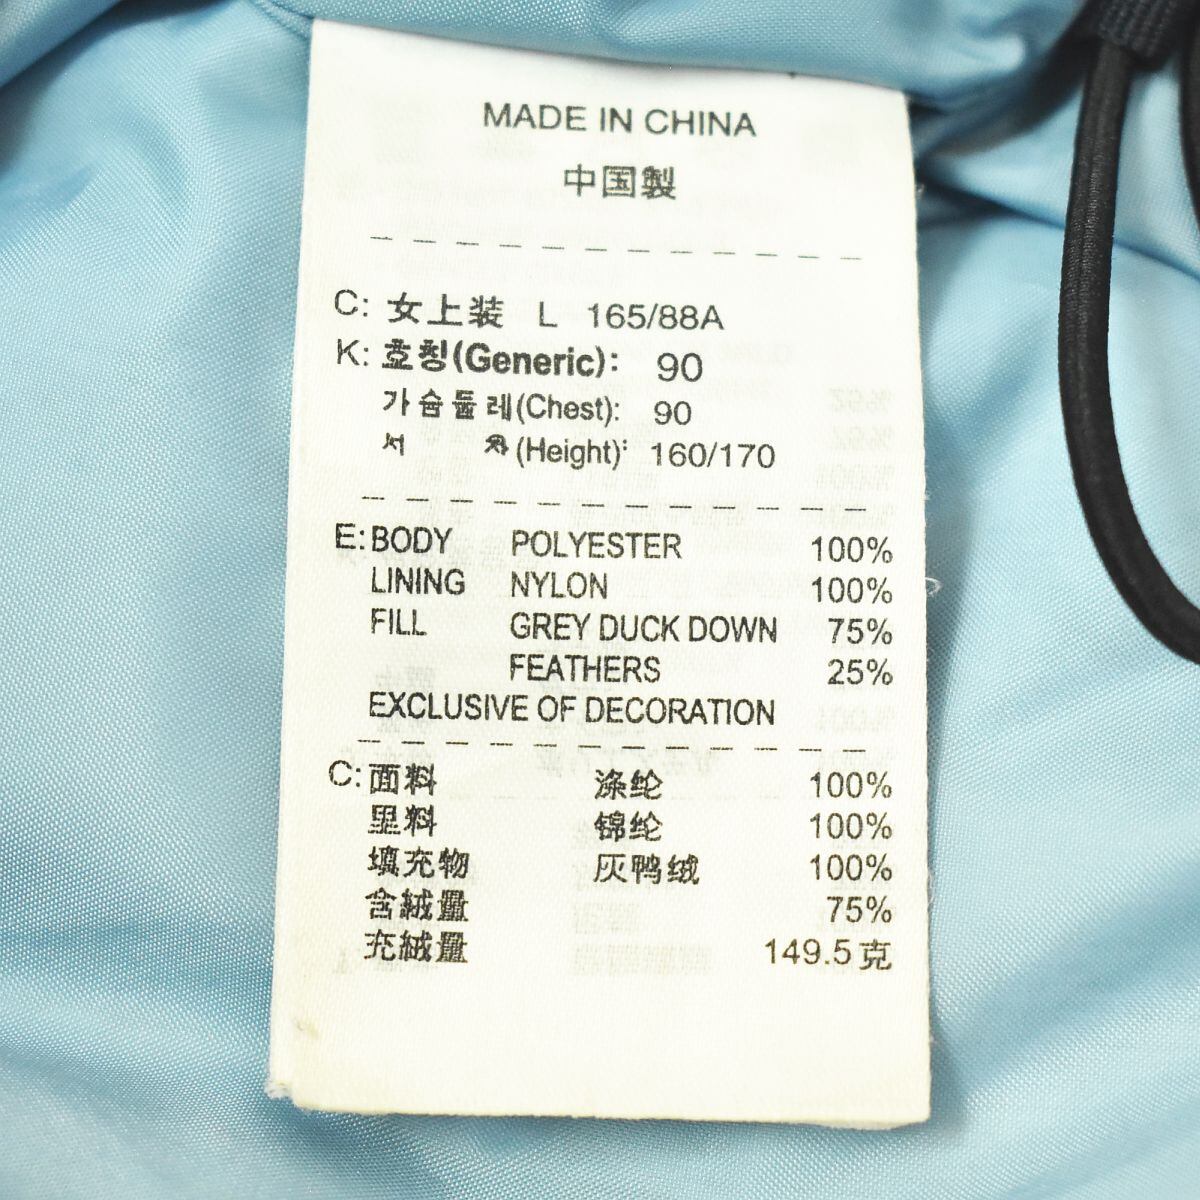 MADE IN CHINA
中国製
C: 女上装 L 165/88A
K: 호칭(Generic): 90
가슴둘레(Chest): 90
(Height): 160/170
E: BODY POLYESTER 100%
LINING NYLON 100%
FILL GREY DUCK DOWN 75%
FEATHERS 25%
EXCLUSIVE OF DECORATION
C: 面料 涤纶 100%
里料 锦纶 100%
填充物 灰鸭绒 100%
含絨量 75%
充絨量 149.5克